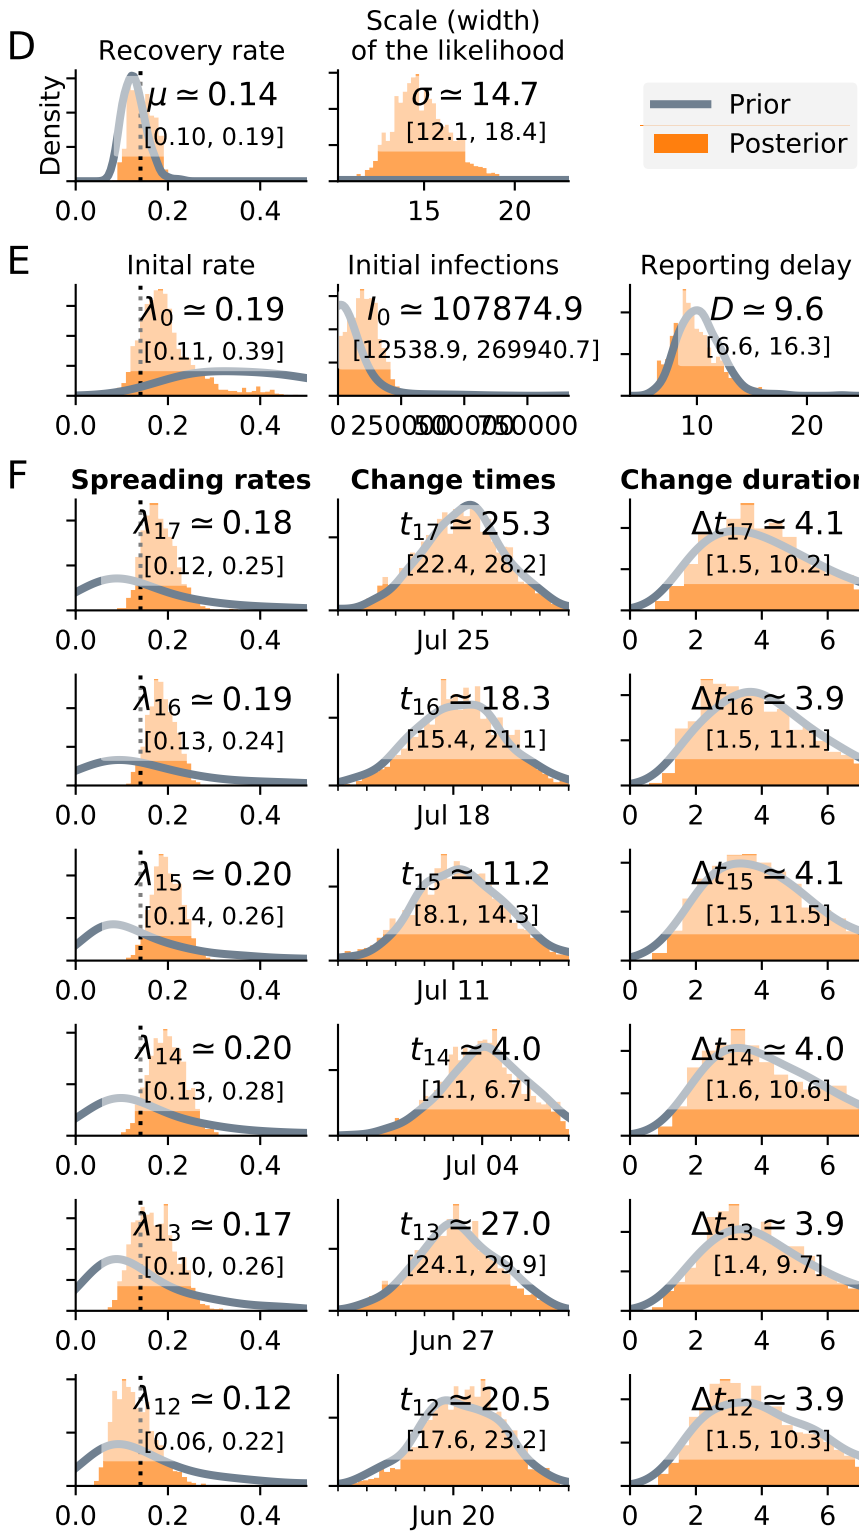 D
Recovery rate
Scale (width)
of the likelihood
Density
μ ≃ 0.14
[0.10, 0.19]
σ ≃ 14.7
[12.1, 18.4]
Prior
Posterior
0.0 0.2 0.4
15 20
E
Inital rate
Initial infections
Reporting delay
λ0 ≃ 0.19
[0.11, 0.39]
I0 ≃ 107874.9
[12538.9, 269940.7]
D ≃ 9.6
[6.6, 16.3]
0.0 0.2 0.4
0 250000 500000 750000
10 20
F
Spreading rates
Change times
Change duration
λ17 ≃ 0.18
[0.12, 0.25]
t17 ≃ 25.3
[22.4, 28.2]
Δt17 ≃ 4.1
[1.5, 10.2]
0.0 0.2 0.4
Jul 25
0 2 4 6
λ16 ≃ 0.19
[0.13, 0.24]
t16 ≃ 18.3
[15.4, 21.1]
Δt16 ≃ 3.9
[1.5, 11.1]
0.0 0.2 0.4
Jul 18
0 2 4 6
λ15 ≃ 0.20
[0.14, 0.26]
t15 ≃ 11.2
[8.1, 14.3]
Δt15 ≃ 4.1
[1.5, 11.5]
0.0 0.2 0.4
Jul 11
0 2 4 6
λ14 ≃ 0.20
[0.13, 0.28]
t14 ≃ 4.0
[1.1, 6.7]
Δt14 ≃ 4.0
[1.6, 10.6]
0.0 0.2 0.4
Jul 04
0 2 4 6
λ13 ≃ 0.17
[0.10, 0.26]
t13 ≃ 27.0
[24.1, 29.9]
Δt13 ≃ 3.9
[1.4, 9.7]
0.0 0.2 0.4
Jun 27
0 2 4 6
λ12 ≃ 0.12
[0.06, 0.22]
t12 ≃ 20.5
[17.6, 23.2]
Δt12 ≃ 3.9
[1.5, 10.3]
0.0 0.2 0.4
Jun 20
0 2 4 6